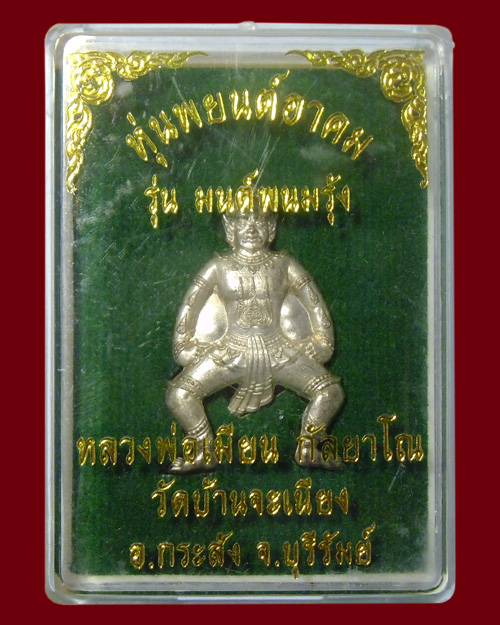 หุ่นพยนต์อาคม
รุ่น มนต์พนมรุ้ง
หลวงพ่อเมียน กัลยาโณ
วัดบ้านจะเนียง
อ.กระสัง จ.บุรีรัมย์